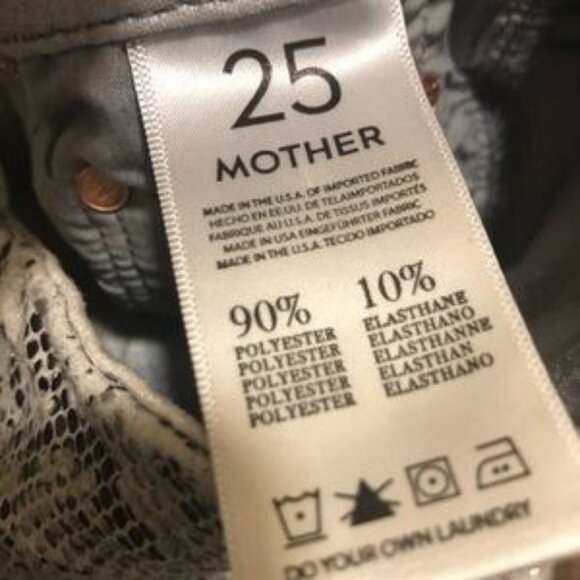 25
MOTHER
MADE IN THE U.S.A. OF IMPORTED FABRIC
HECHO EN EE.UU. DE TELAIMPORTADOS
FABRIQUE AU U.S.A. DE TISSUS IMPORTÉS
MADE IN USA EINGEFÜHRTER FABRIC
MADE IN THE U.S.A. TECIDO IMPORTADO
90% 10%
POLYESTER ELASTHANE
POLYESTER ELASTHANO
POLYESTER ELASTHANNE
POLYESTER ELASTHAN
POLYESTER ELASTHANO
DO YOUR OWN LAUNDRY